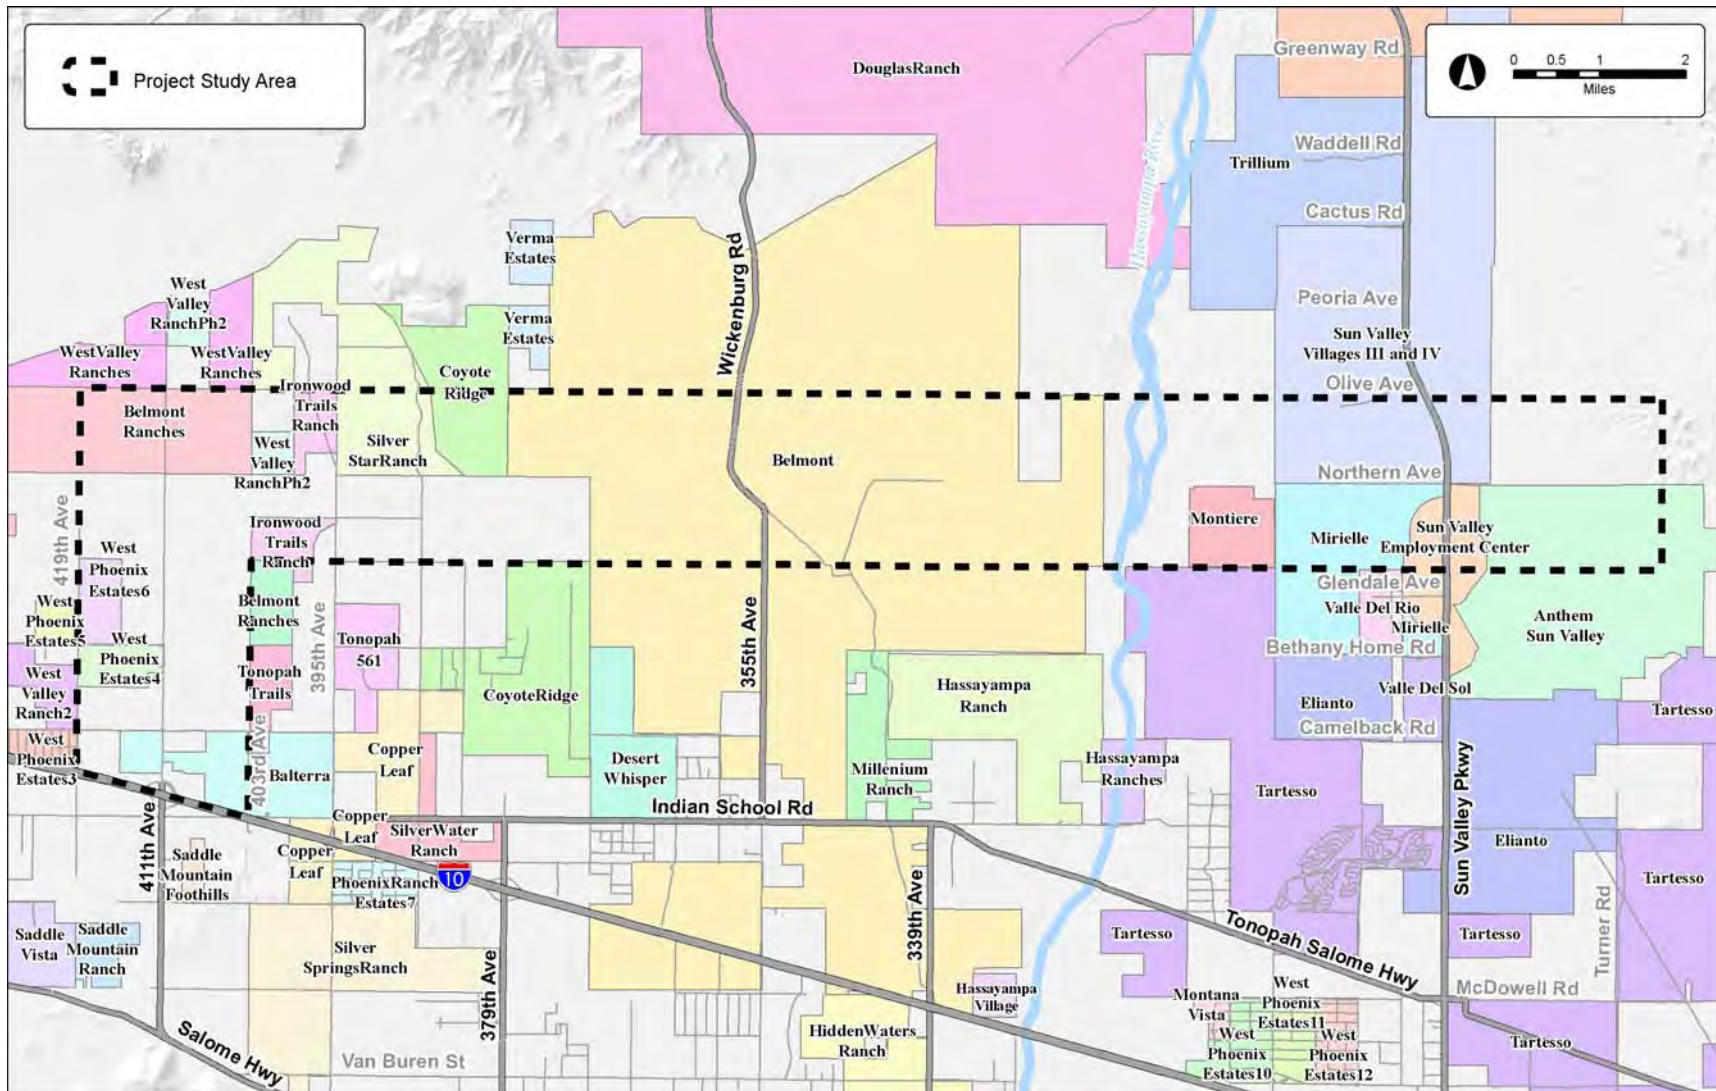 Project Study Area
0 0.5 1 2
Miles
Greenway Rd
DouglasRanch
Waddell Rd
Trillium
Hassayampa River
Cactus Rd
Verma
Estates
Wickenburg Rd
West
Valley
RanchPh2
Peoria Ave
Verma
Estates
Sun Valley
Villages III and IV
WestValley
Ranches
WestValley
Ranches
Coyote
Ridge
Olive Ave
Ironwood
Trails
Ranch
Belmont
Ranches
West
Valley
RanchPh2
Silver
StarRanch
Belmont
Northern Ave
419th Ave
Ironwood
Trails
Ranch
Montiere
Mirielle
Sun Valley
Employment Center
West
Phoenix
Estates6
Glendale Ave
West
Phoenix
Estates5
Belmont
Ranches
395th Ave
Valle Del Rio
Mirielle
Anthem
Sun Valley
West
Phoenix
Estates4
Tonopah
561
355th Ave
Bethany Home Rd
West
Valley
Ranch2
Tonopah
Trails
CoyoteRidge
Hassayampa
Ranch
Valle Del Sol
Elianto
Tartesso
Camelback Rd
West
Phoenix
Estates3
403rd Ave
Balterra
Copper
Leaf
Desert
Whisper
Millenium
Ranch
Hassayampa
Ranches
Tartesso
Sun Valley Pkwy
Indian School Rd
411th Ave
Copper
Leaf
SilverWater
Ranch
Elianto
Saddle
Mountain
Foothills
Copper
Leaf
10
PhoenixRanch
Estates7
339th Ave
Tartesso
Turner Rd
Saddle
Vista
Saddle
Mountain
Ranch
Silver
SpringsRanch
379th Ave
Tartesso
Tonopah Salome Hwy
Tartesso
Hassayampa
Village
McDowell Rd
Montana
Vista
West
Phoenix
Estates11
HiddenWaters
Ranch
West
Phoenix
Estates10
West
Phoenix
Estates12
Tartesso
Salome Hwy
Van Buren St